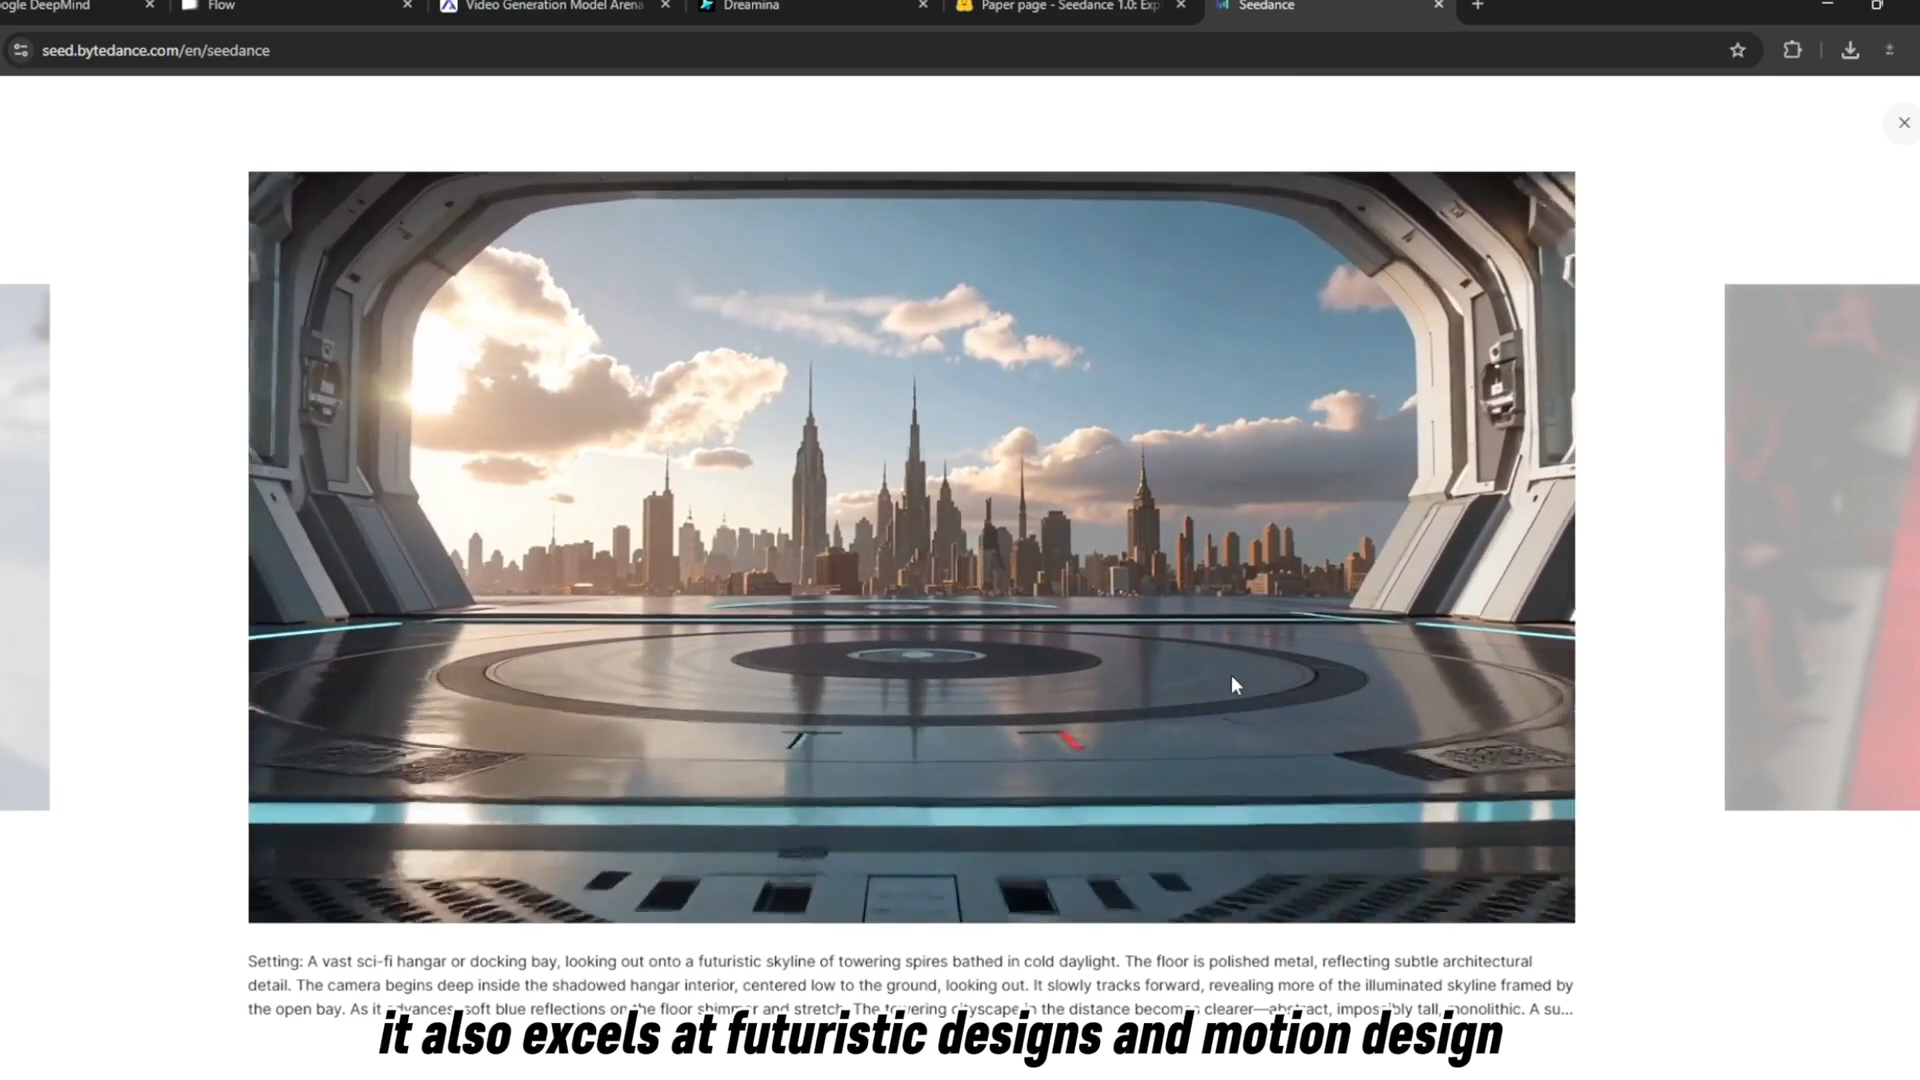 ogle DeepMind
Flow
Video Generation Model Arena
Dreamina
Paper page - Seedance 1.0: Exp
Seedance
seed.bytedance.com/en/seedance
Setting: A vast sci-fi hangar or docking bay, looking out onto a futuristic skyline of towering spires bathed in cold daylight. The floor is polished metal, reflecting subtle architectural
detail. The camera begins deep inside the shadowed hangar interior, centered low to the ground, looking out. It slowly tracks forward, revealing more of the illuminated skyline framed by
the open bay. As it advances, soft blue reflections on the floor shimmer and stretch. The towering cityscape in the distance becomes clearer—abstract, impossibly tall, monolithic. A su...
it also excels at futuristic designs and motion design